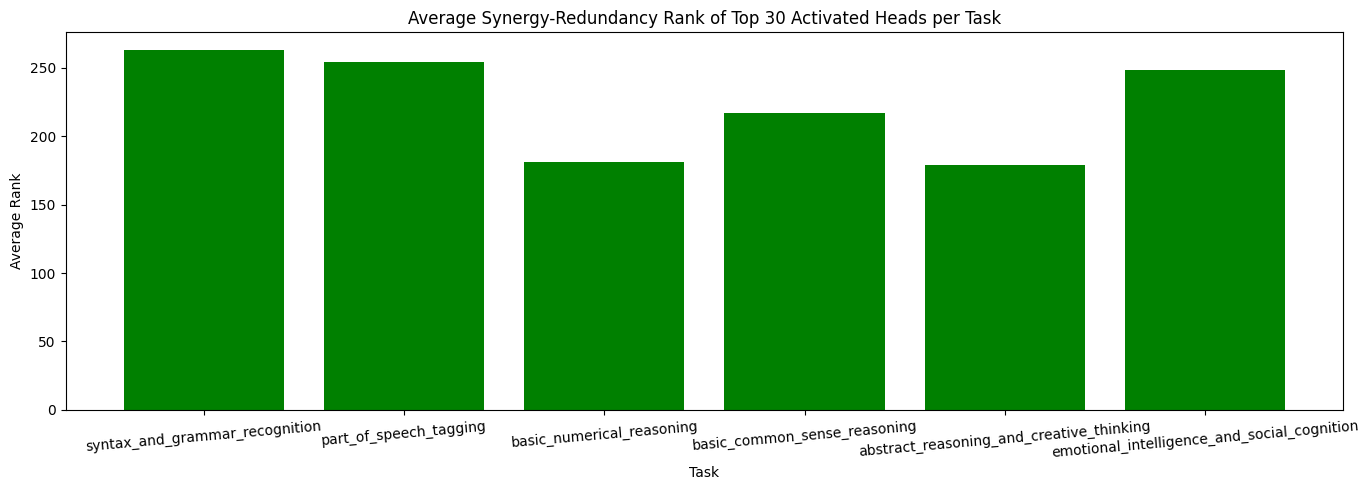 Average Synergy-Redundancy Rank of Top 30 Activated Heads per Task
Average Rank
250
200
150
100
50
0
syntax_and_grammar_recognition
part_of_speech_tagging
basic_numerical_reasoning
basic_common_sense_reasoning
abstract_reasoning_and_creative_thinking
emotional_intelligence_and_social_cognition
Task